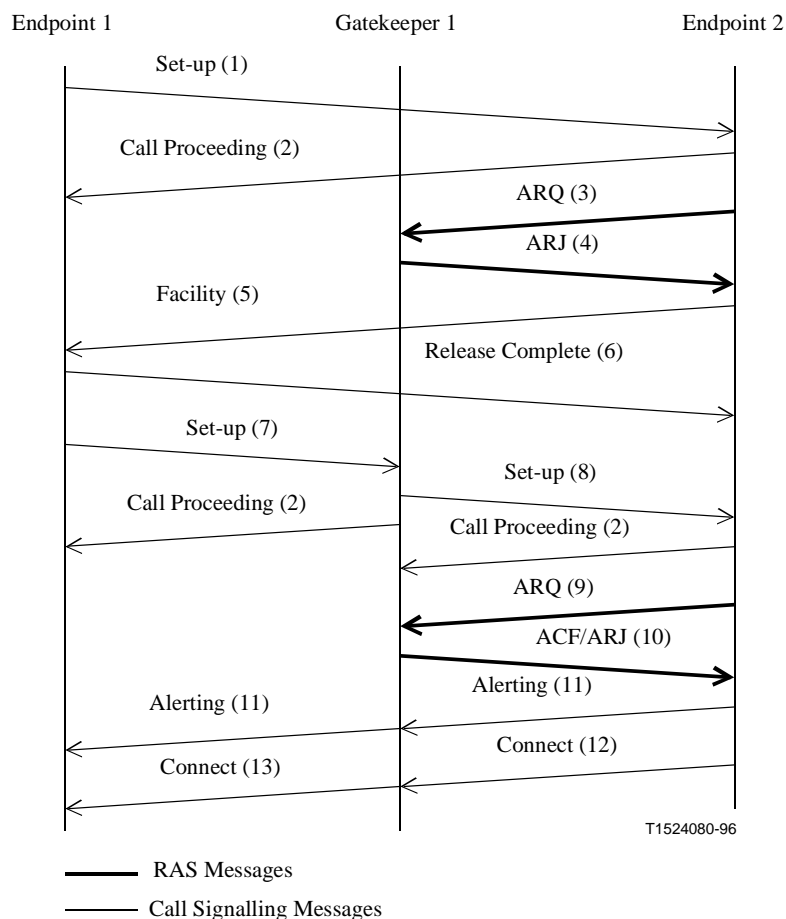 Endpoint 1 Gatekeeper 1 Endpoint 2
Set-up (1)
Call Proceeding (2)
ARQ (3)
ARJ (4)
Facility (5)
Release Complete (6)
Set-up (7)
Set-up (8)
Call Proceeding (2)
Call Proceeding (2)
ARQ (9)
ACF/ARJ (10)
Alerting (11)
Alerting (11)
Connect (12)
Connect (13)
T1524080-96
RAS Messages
Call Signalling Messages